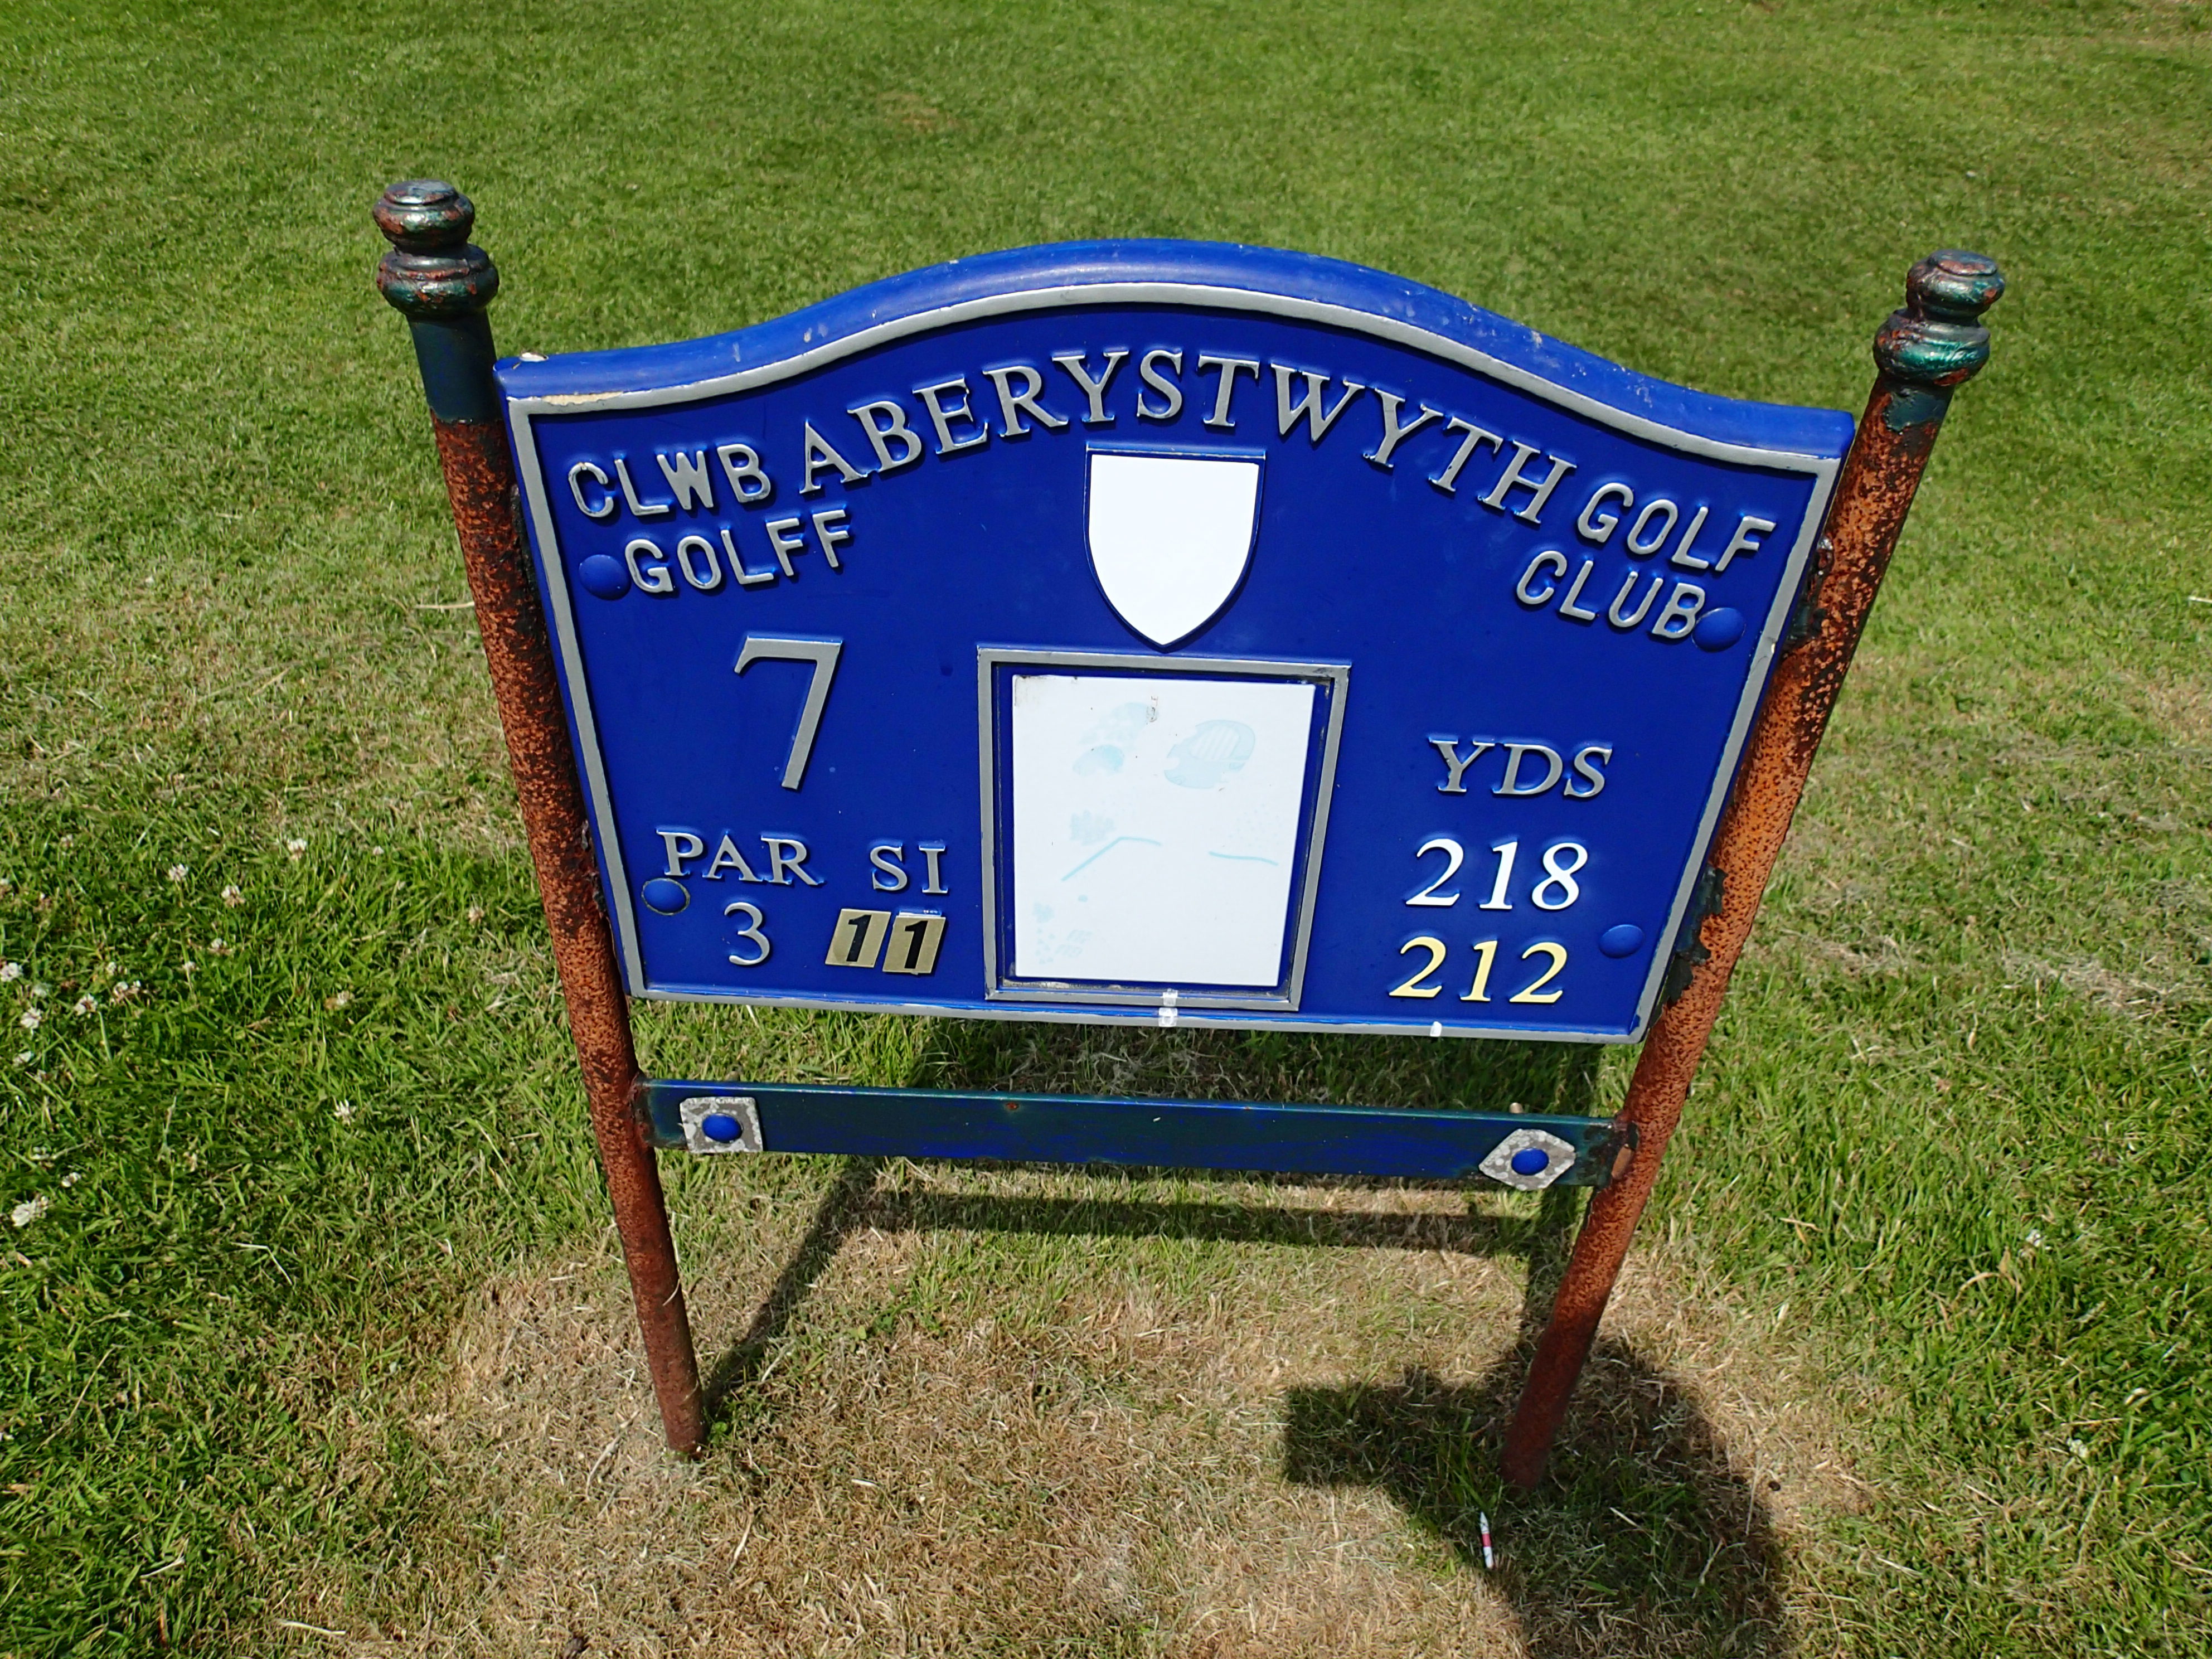 CLWB ABERYSTWYTH GOLF
GOLFF CLUB
7
YDS
PAR SI 218
3 11 212